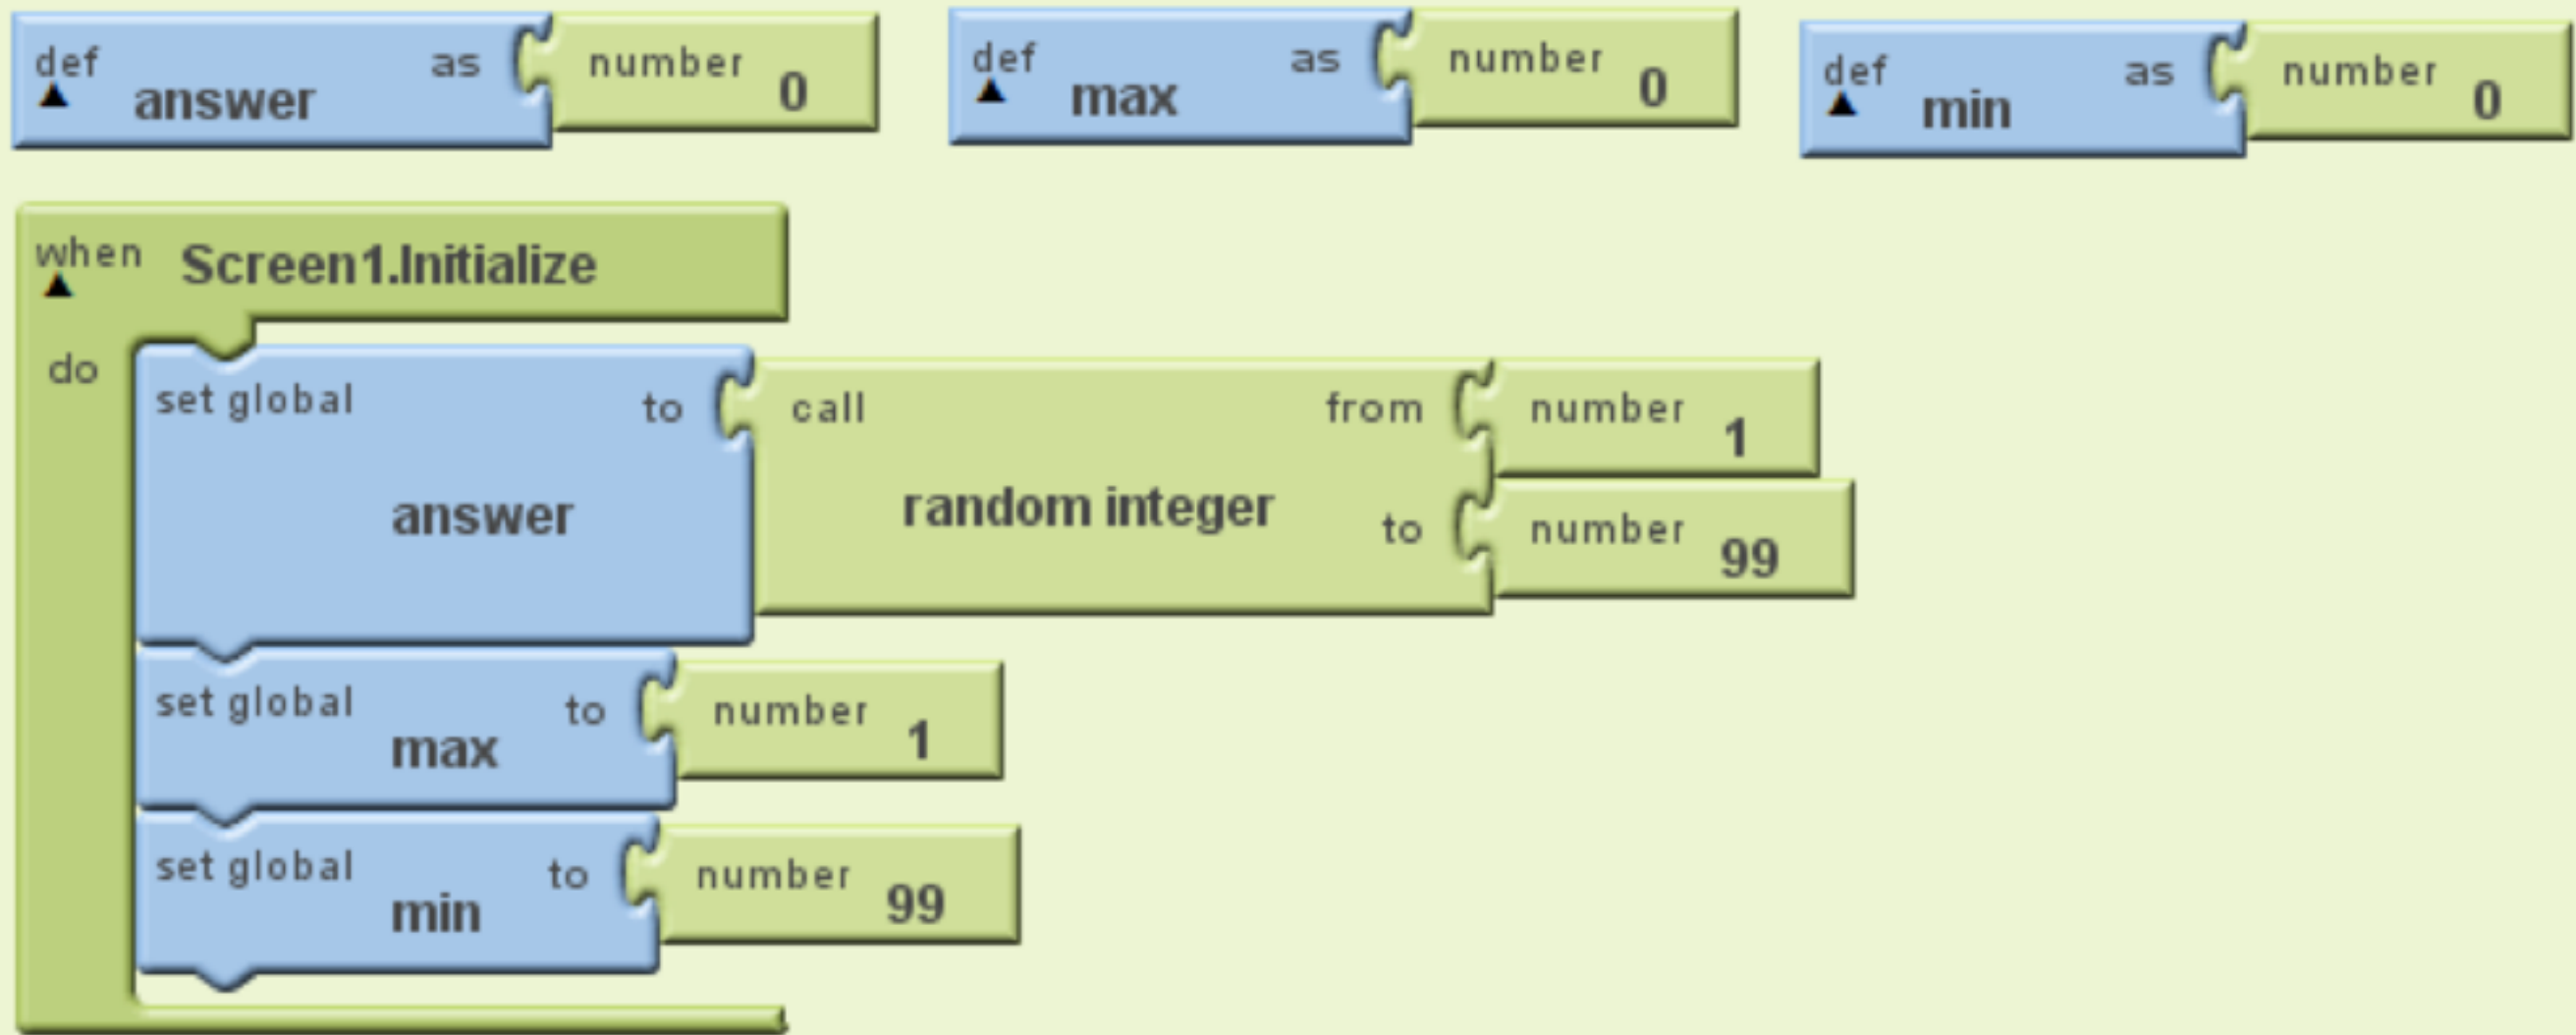 def answer as number 0
def max as number 0
def min as number 0
when Screen1.Initialize
do
set global answer to call random integer from number 1
to number 99
set global max to number 1
set global min to number 99